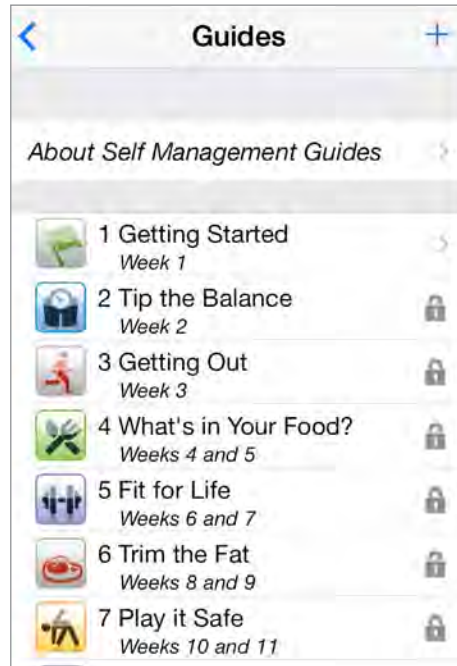 Guides
About Self Management Guides
1 Getting Started
Week 1
2 Tip the Balance
Week 2
3 Getting Out
Week 3
4 What's in Your Food?
Weeks 4 and 5
5 Fit for Life
Weeks 6 and 7
6 Trim the Fat
Weeks 8 and 9
7 Play it Safe
Weeks 10 and 11